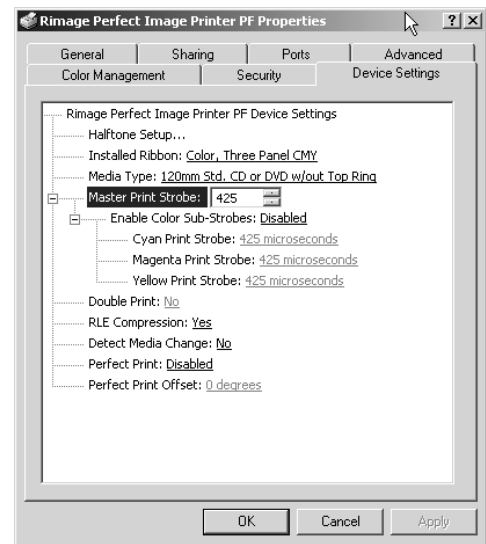 Rimage Perfect Image Printer PF Properties
General Sharing Ports Advanced
Color Management Security Device Settings
Rimage Perfect Image Printer PF Device Settings
Halftone Setup...
Installed Ribbon: Color, Three Panel CMY
Media Type: 120mm Std. CD or DVD w/out Top Ring
Master Print Strobe: 425
Enable Color Sub-Strobes: Disabled
Cyan Print Strobe: 425 microseconds
Magenta Print Strobe: 425 microseconds
Yellow Print Strobe: 425 microseconds
Double Print: No
RLE Compression: Yes
Detect Media Change: No
Perfect Print: Disabled
Perfect Print Offset: 0 degrees
OK Cancel Apply